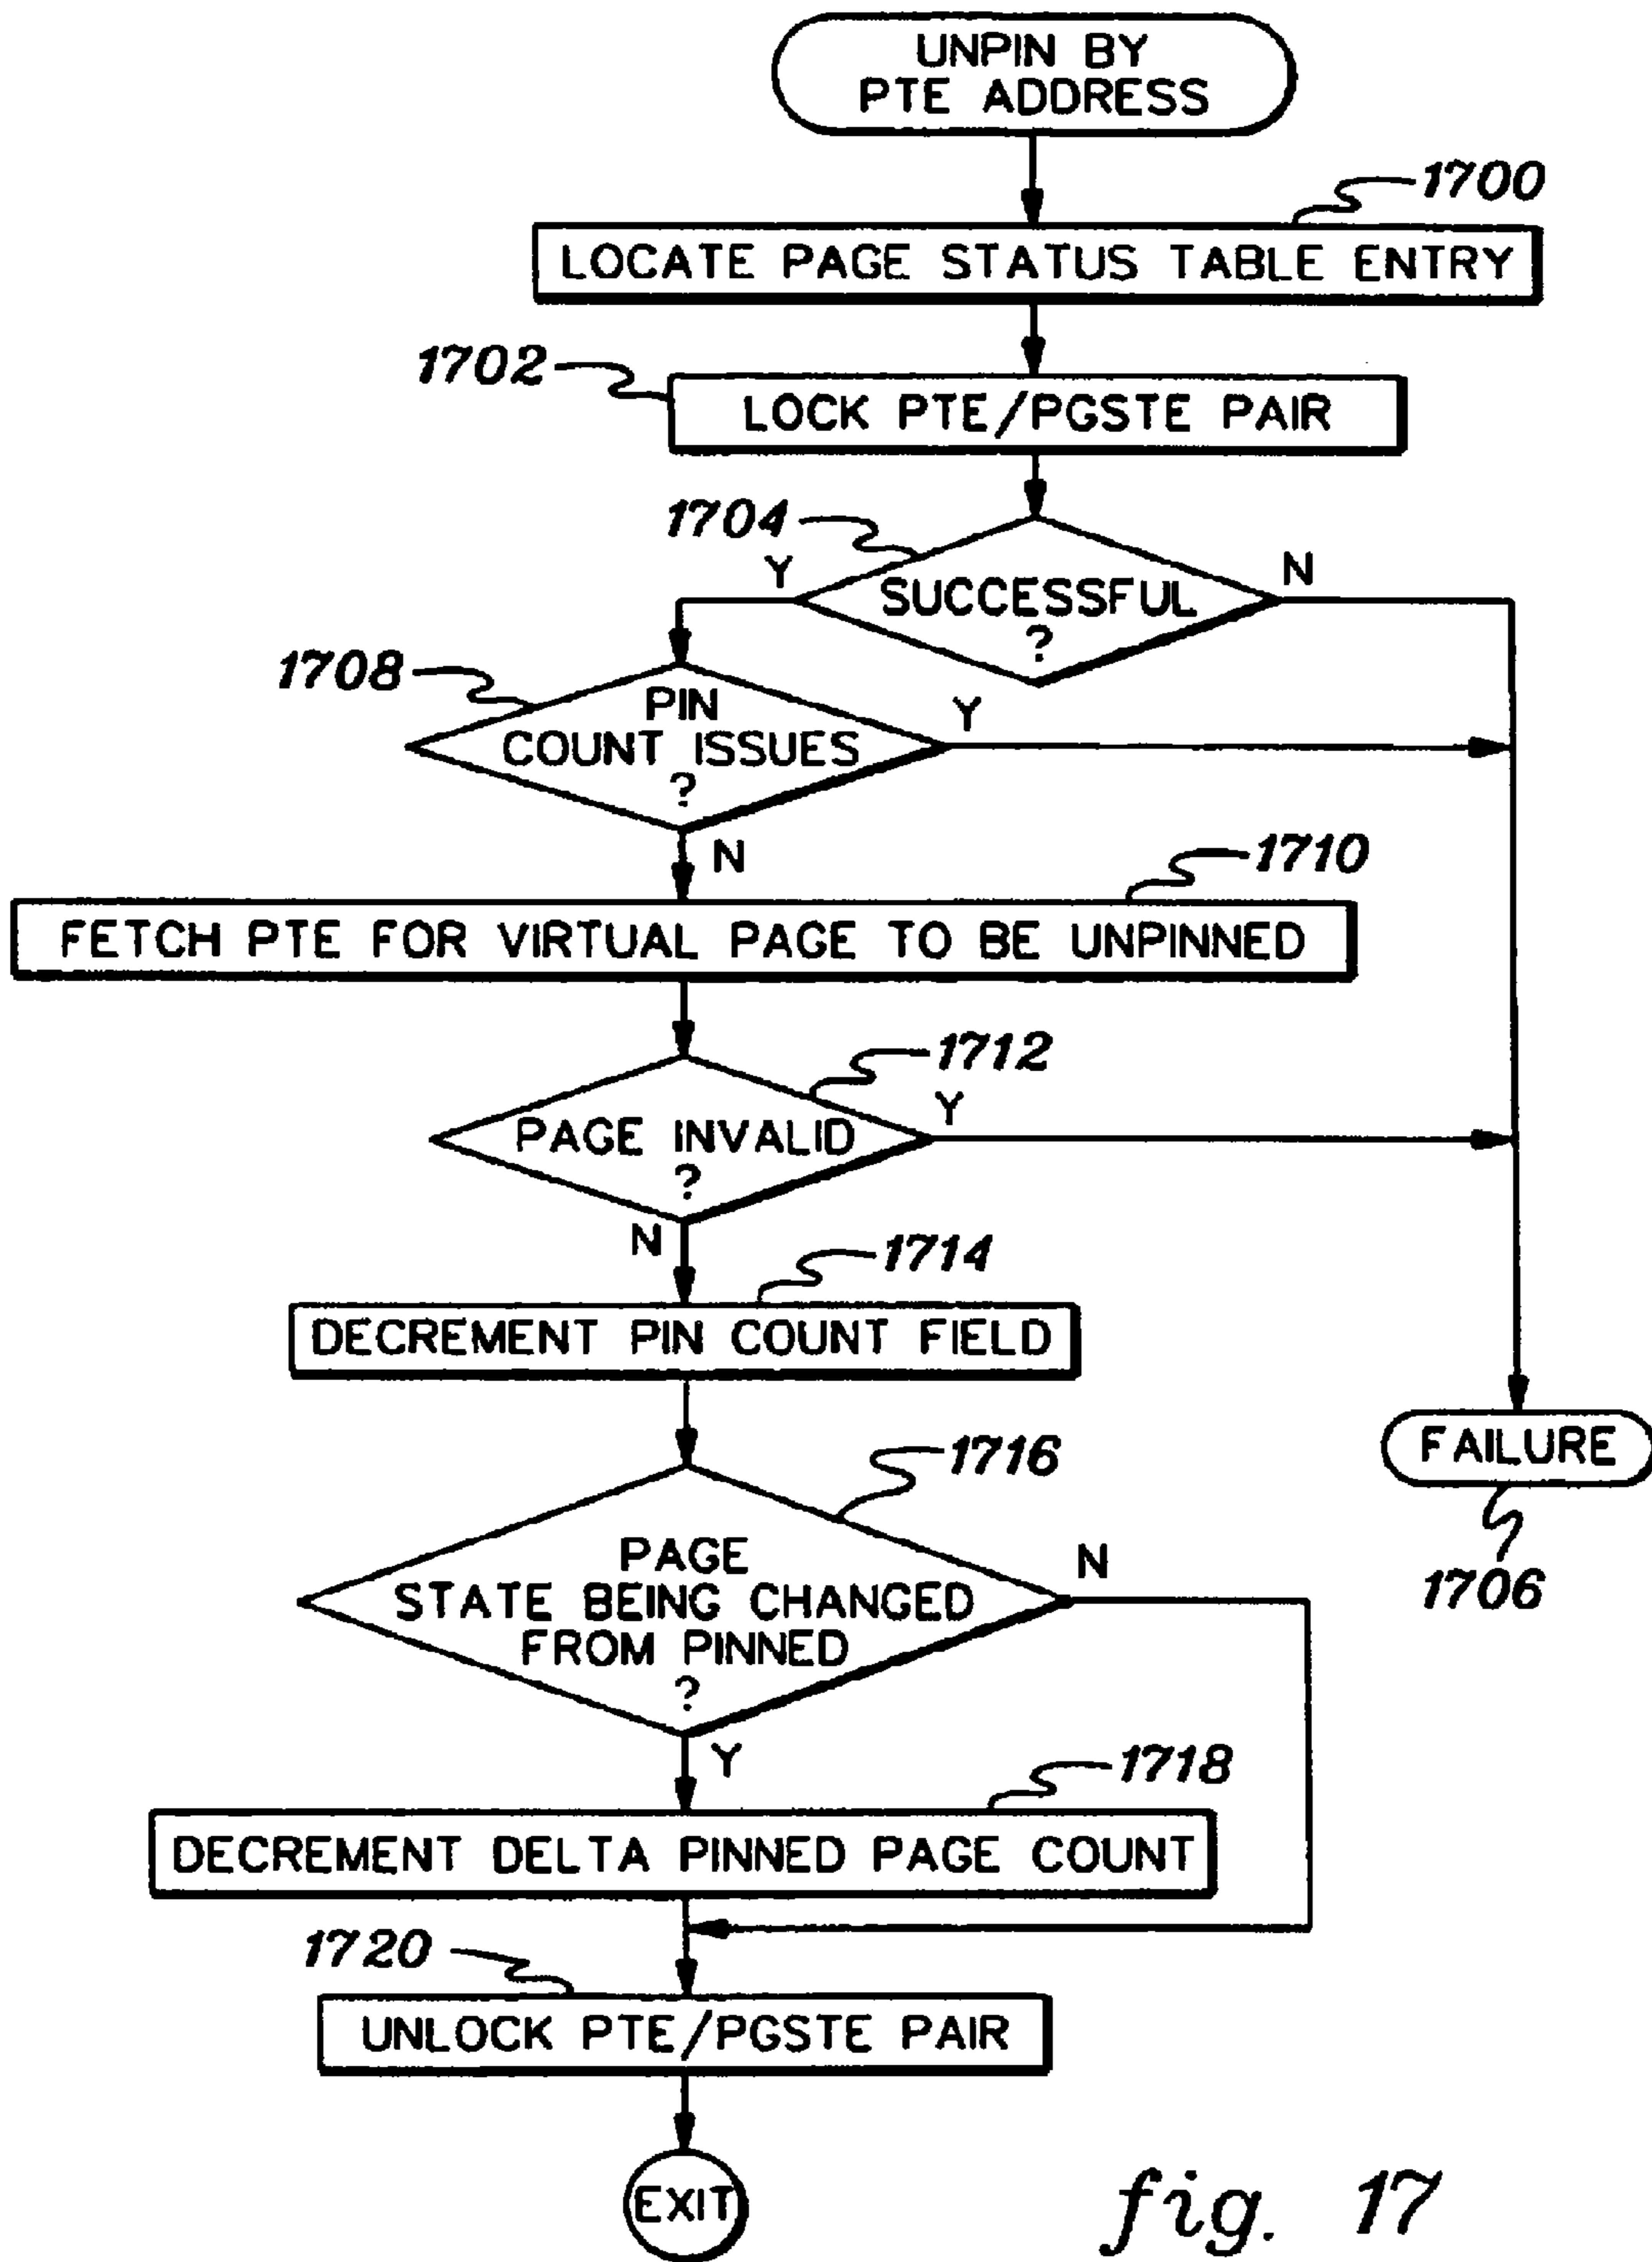 UNPIN BY
PTE ADDRESS
1700
LOCATE PAGE STATUS TABLE ENTRY
1702
LOCK PTE/PGSTE PAIR
1704
Y
N
SUCCESSFUL
?
1708
PIN
COUNT ISSUES
?
Y
N
1710
FETCH PTE FOR VIRTUAL PAGE TO BE UNPINNED
1712
Y
PAGE INVALID
?
N
1714
DECREMENT PIN COUNT FIELD
FAILURE
1706
1716
PAGE
STATE BEING CHANGED
FROM PINNED
?
N
Y
1718
DECREMENT DELTA PINNED PAGE COUNT
1720
UNLOCK PTE/PGSTE PAIR
EXIT
fig. 17